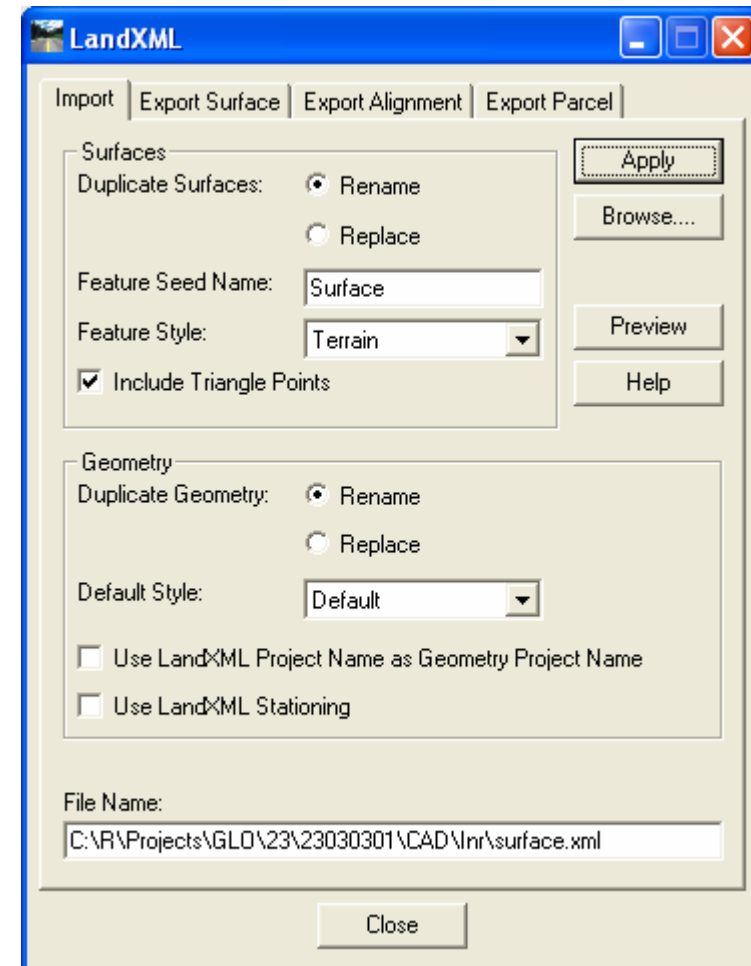 LandXML
Import Export Surface Export Alignment Export Parcel
Surfaces
Duplicate Surfaces: Rename
Replace
Feature Seed Name: Surface
Feature Style: Terrain
Include Triangle Points
Apply
Browse....
Preview
Help
Geometry
Duplicate Geometry: Rename
Replace
Default Style: Default
Use LandXML Project Name as Geometry Project Name
Use LandXML Stationing
File Name:
C:\R\Projects\GLO\23\23030301\CAD\Inr\surface.xml
Close